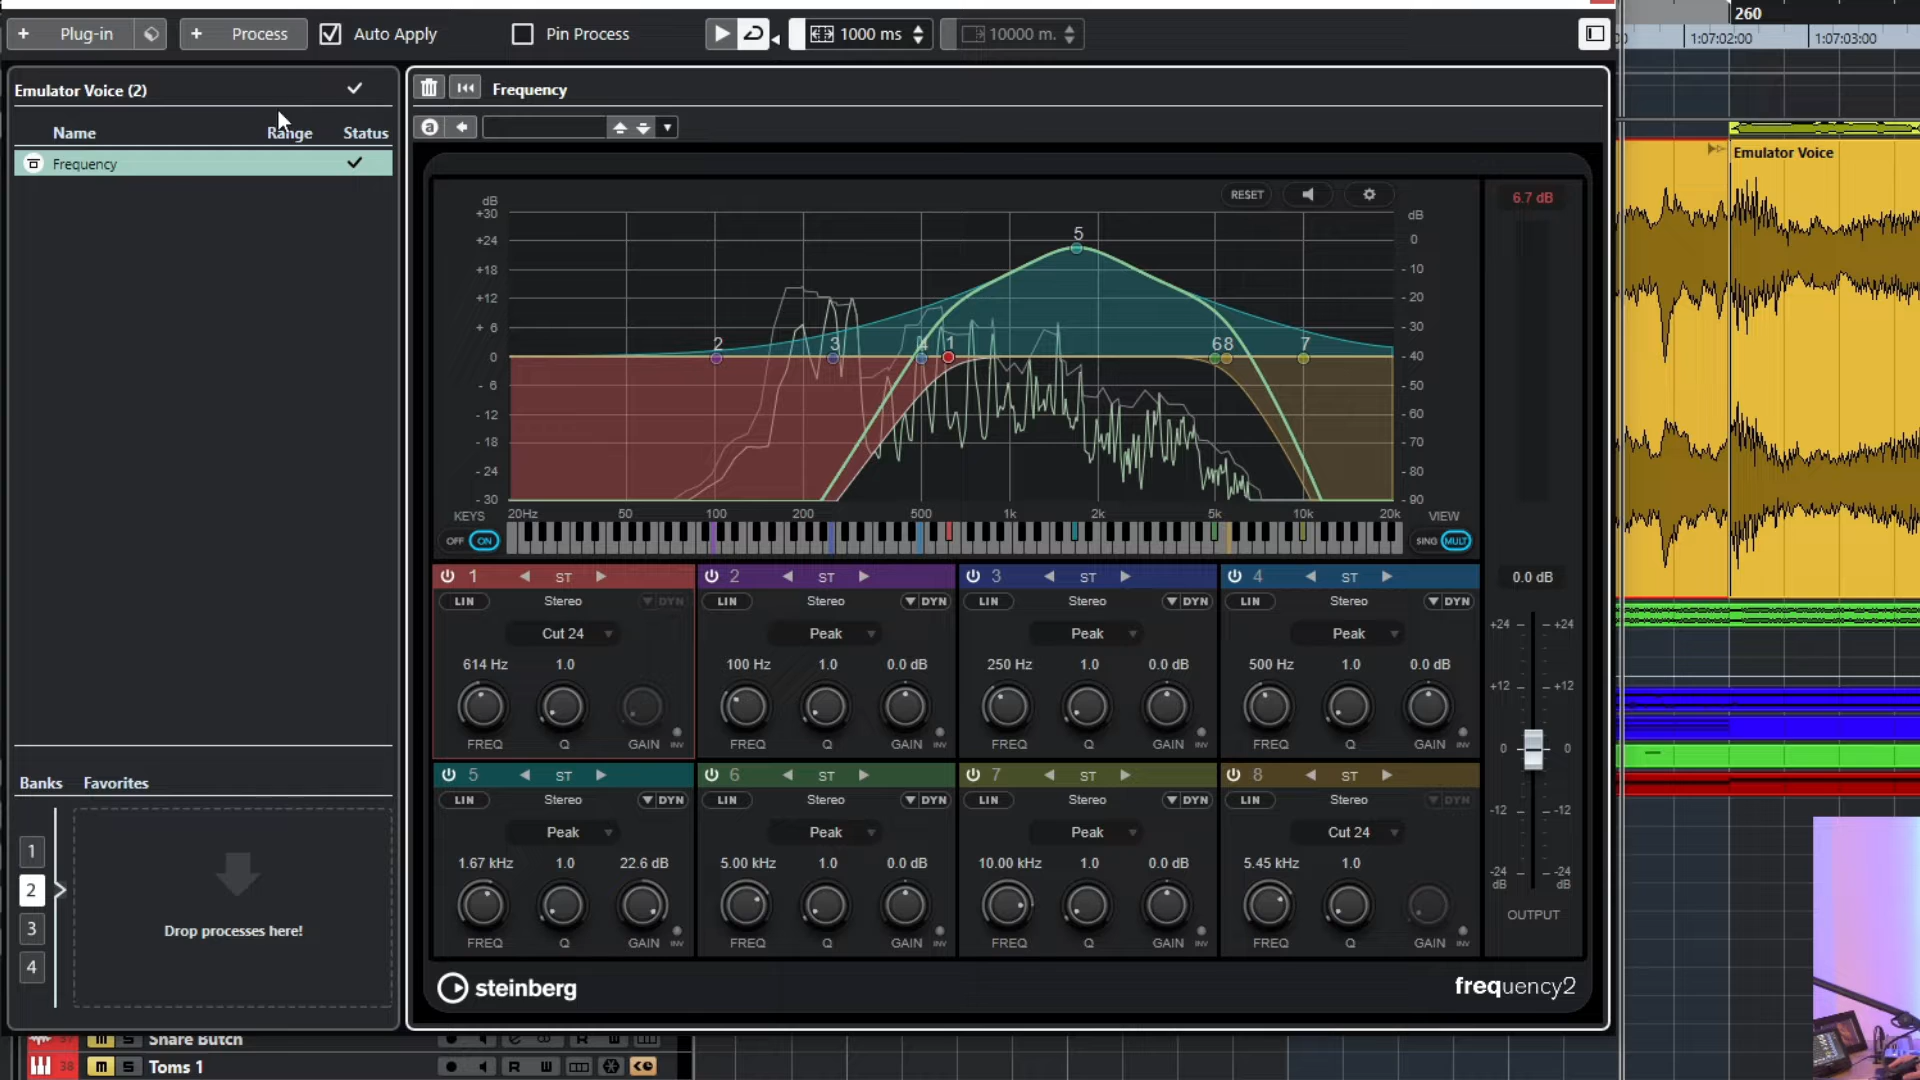 + Plug-in + Process Auto Apply Pin Process 1000 ms 10000 m. 260
1:07:02:00 1:07:03:00
Emulator Voice (2) Frequency
Name Range Status
Frequency
Emulator Voice
RESET 6.7 dB
dB dB
+30
+24 0
+18 - 10
+12 - 20
+ 6 - 30
0 - 40
- 6 - 50
- 12 - 60
- 18 - 70
- 24 - 80
- 30 - 90
5
2 3 4 1 6 8 7
KEYS 20Hz 50 100 200 500 1k 2k 5k 10k 20k VIEW
OFF ON SING MULT
1 ST 2 ST 3 ST 4 ST 0.0 dB
LIN Stereo DYN LIN Stereo DYN LIN Stereo DYN LIN Stereo DYN
Cut 24 Peak Peak Peak
614 Hz 1.0 100 Hz 1.0 0.0 dB 250 Hz 1.0 0.0 dB 500 Hz 1.0 0.0 dB
FREQ Q GAIN INV FREQ Q GAIN INV FREQ Q GAIN INV FREQ Q GAIN INV
5 ST 6 ST 7 ST 8 ST
LIN Stereo DYN LIN Stereo DYN LIN Stereo DYN LIN Stereo DYN
Peak Peak Peak Cut 24
1.67 kHz 1.0 22.6 dB 5.00 kHz 1.0 0.0 dB 10.00 kHz 1.0 0.0 dB 5.45 kHz 1.0
FREQ Q GAIN INV FREQ Q GAIN INV FREQ Q GAIN INV FREQ Q GAIN INV
+24 +24
+12 +12
0 0
-12 -12
-24 -24
dB dB
OUTPUT
Banks Favorites
1
2
3
4
Drop processes here!
steinberg frequency2
37 m S Snare Butch R W
38 m S Toms 1 R W